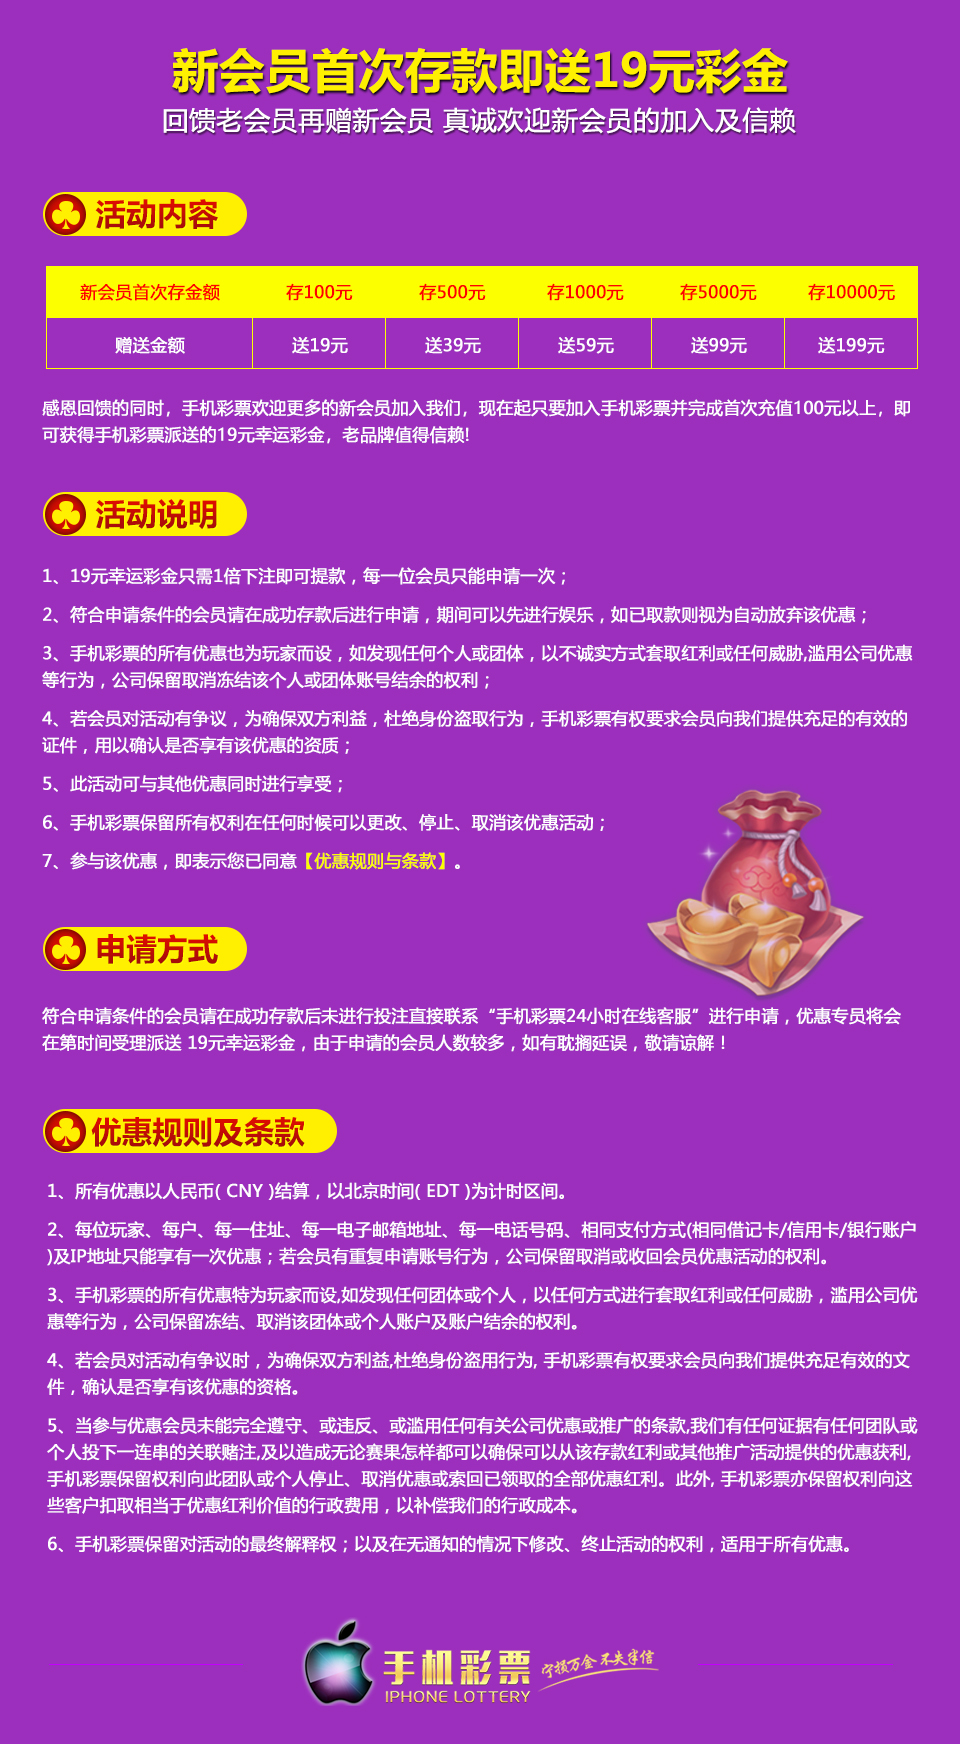 新会员首次存款即送19元彩金
回馈老会员再赠新会员 真诚欢迎新会员的加入及信赖
活动内容
新会员首次存金额 存100元 存500元 存1000元 存5000元 存10000元
赠送金额 送19元 送39元 送59元 送99元 送199元
感恩回馈的同时，手机彩票欢迎更多的新会员加入我们，现在起只要加入手机彩票并完成首次充值100元以上，即
可获得手机彩票派送的19元幸运彩金，老品牌值得信赖!
活动说明
1、19元幸运彩金只需1倍下注即可提款，每一位会员只能申请一次；
2、符合申请条件的会员请在成功存款后进行申请，期间可以先进行娱乐，如已取款则视为自动放弃该优惠；
3、手机彩票的所有优惠也为玩家而设，如发现任何个人或团体，以不诚实方式套取红利或任何威胁,滥用公司优惠
等行为，公司保留取消冻结该个人或团体账号结余的权利；
4、若会员对活动有争议，为确保双方利益，杜绝身份盗取行为，手机彩票有权要求会员向我们提供充足的有效的
证件，用以确认是否享有该优惠的资质；
5、此活动可与其他优惠同时进行享受；
6、手机彩票保留所有权利在任何时候可以更改、停止、取消该优惠活动；
7、参与该优惠，即表示您已同意【优惠规则与条款】。
申请方式
符合申请条件的会员请在成功存款后未进行投注直接联系“手机彩票24小时在线客服”进行申请，优惠专员将会
在第时间受理派送 19元幸运彩金，由于申请的会员人数较多，如有耽搁延误，敬请谅解！
优惠规则及条款
1、所有优惠以人民币( CNY )结算，以北京时间( EDT )为计时区间。
2、每位玩家、每户、每一住址、每一电子邮箱地址、每一电话号码、相同支付方式(相同借记卡/信用卡/银行账户
)及IP地址只能享有一次优惠；若会员有重复申请账号行为，公司保留取消或收回会员优惠活动的权利。
3、手机彩票的所有优惠特为玩家而设,如发现任何团体或个人，以任何方式进行套取红利或任何威胁，滥用公司优
惠等行为，公司保留冻结、取消该团体或个人账户及账户结余的权利。
4、若会员对活动有争议时，为确保双方利益,杜绝身份盗用行为, 手机彩票有权要求会员向我们提供充足有效的文
件，确认是否享有该优惠的资格。
5、当参与优惠会员未能完全遵守、或违反、或滥用任何有关公司优惠或推广的条款,我们有任何证据有任何团队或
个人投下一连串的关联赌注,及以造成无论赛果怎样都可以确保可以从该存款红利或其他推广活动提供的优惠获利,
手机彩票保留权利向此团队或个人停止、取消优惠或索回已领取的全部优惠红利。此外, 手机彩票亦保留权利向这
些客户扣取相当于优惠红利价值的行政费用，以补偿我们的行政成本。
6、手机彩票保留对活动的最终解释权；以及在无通知的情况下修改、终止活动的权利，适用于所有优惠。
手机彩票 宁损万金 不失字信
IPHONE LOTTERY